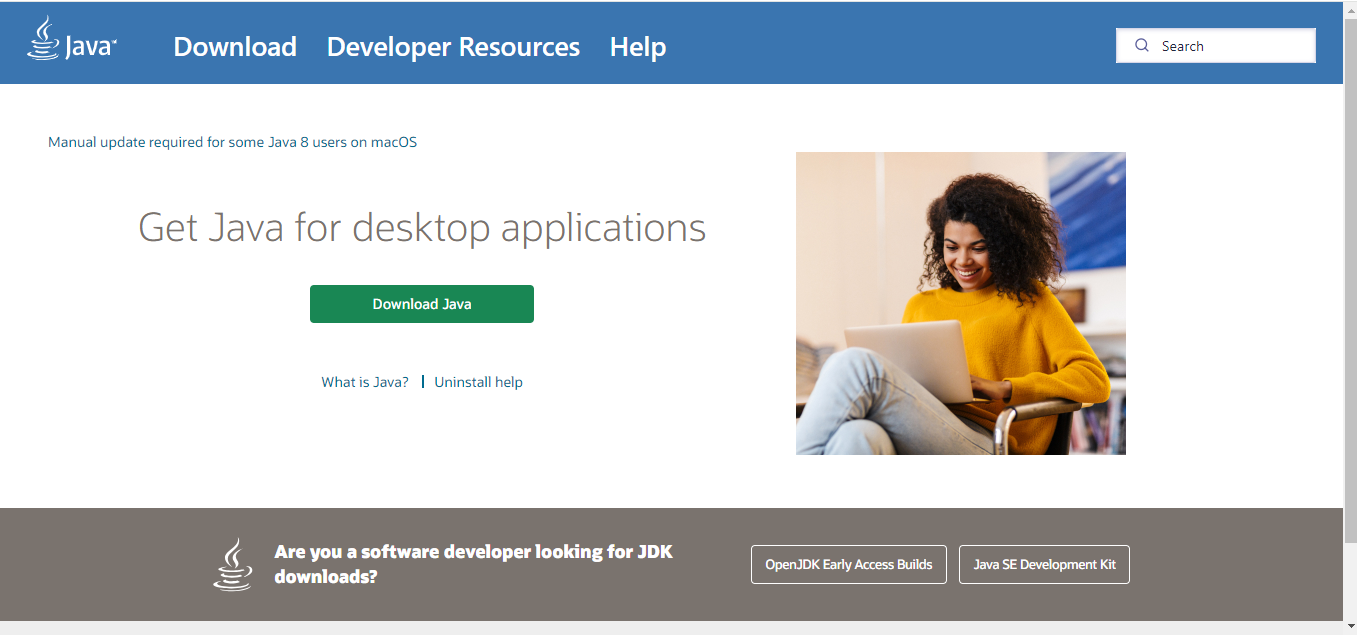 Java™
Download
Developer Resources
Help
Search
Manual update required for some Java 8 users on macOS
Get Java for desktop applications
Download Java
What is Java?
Uninstall help
Are you a software developer looking for JDK
downloads?
OpenJDK Early Access Builds
Java SE Development Kit